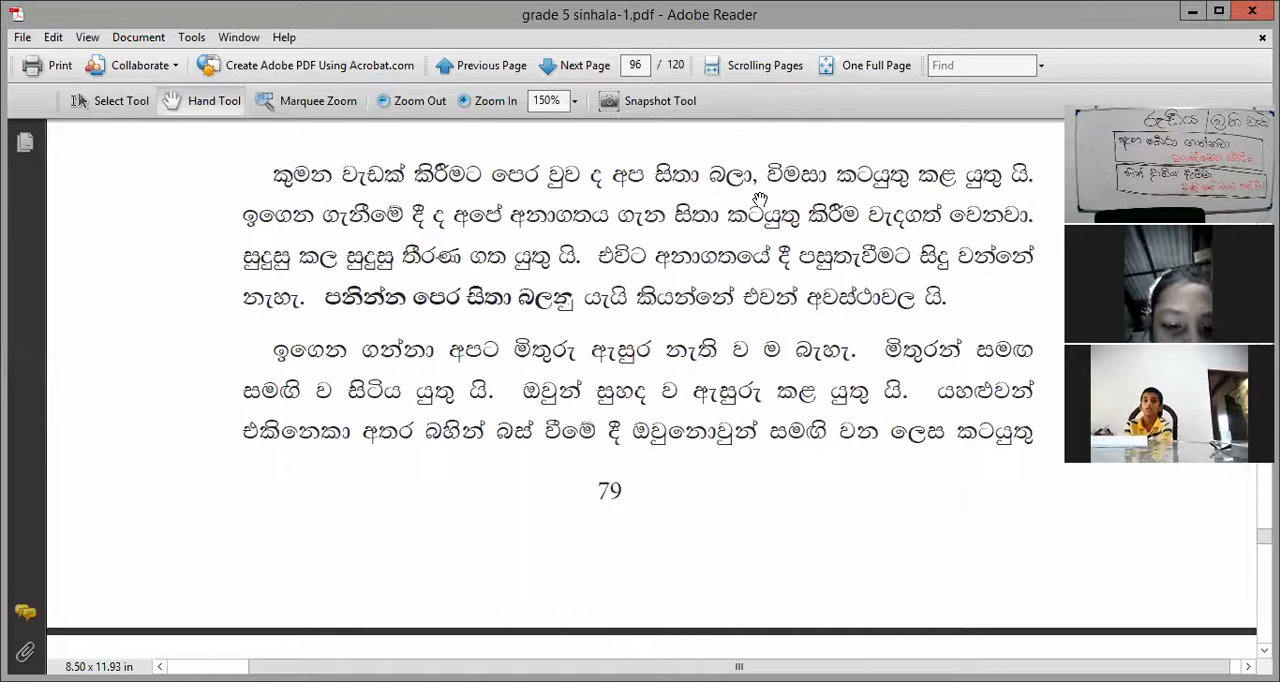 grade 5 sinhala-1.pdf - Adobe Reader
File Edit View Document Tools Window Help
Print Collaborate Create Adobe PDF Using Acrobat.com Previous Page Next Page 96 / 120 Scrolling Pages One Full Page Find
Select Tool Hand Tool Marquee Zoom Zoom Out Zoom In 150% Snapshot Tool
කුමන වැඩක් කිරීමට පෙර වුව ද අප සිතා බලා, විමසා කටයුතු කළ යුතු යි.
ඉගෙන ගැනීමේ දී ද අපේ අනාගතය ගැන සිතා කටයුතු කිරීම වැදගත් වෙනවා.
සුදුසු කල සුදුසු තීරණ ගත යුතු යි. එවිට අනාගතයේ දී පසුතැවීමට සිදු වන්නේ
නැහැ. පනින්න පෙර සිතා බලනු යැයි කියන්නේ එවන් අවස්ථාවල යි.
ඉගෙන ගන්නා අපට මිතුරු ඇසුර නැති ව ම බැහැ. මිතුරන් සමඟ
සමඟි ව සිටිය යුතු යි. ඔවුන් සුහද ව ඇසුරු කළ යුතු යි. යහළුවන්
එකිනෙකා අතර බහින් බස් වීමේ දී ඔවුනොවුන් සමඟි වන ලෙස කටයුතු
79
8.50 x 11.93 in
රූඪිය